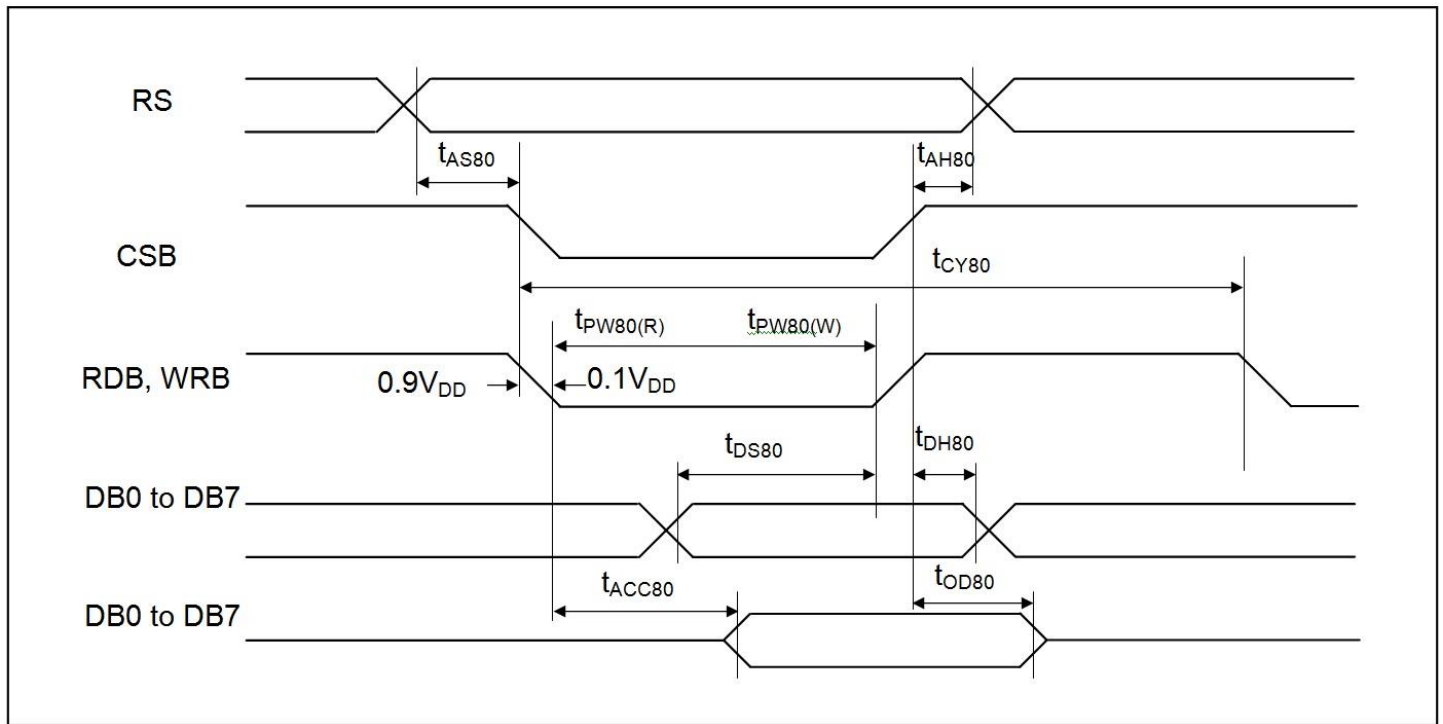 RS
tAS80
tAH80
CSB
tCY80
tPW80(R)
tPW80(W)
RDB, WRB
0.9VDD
0.1VDD
tDS80
tDH80
DB0 to DB7
tACC80
tOD80
DB0 to DB7